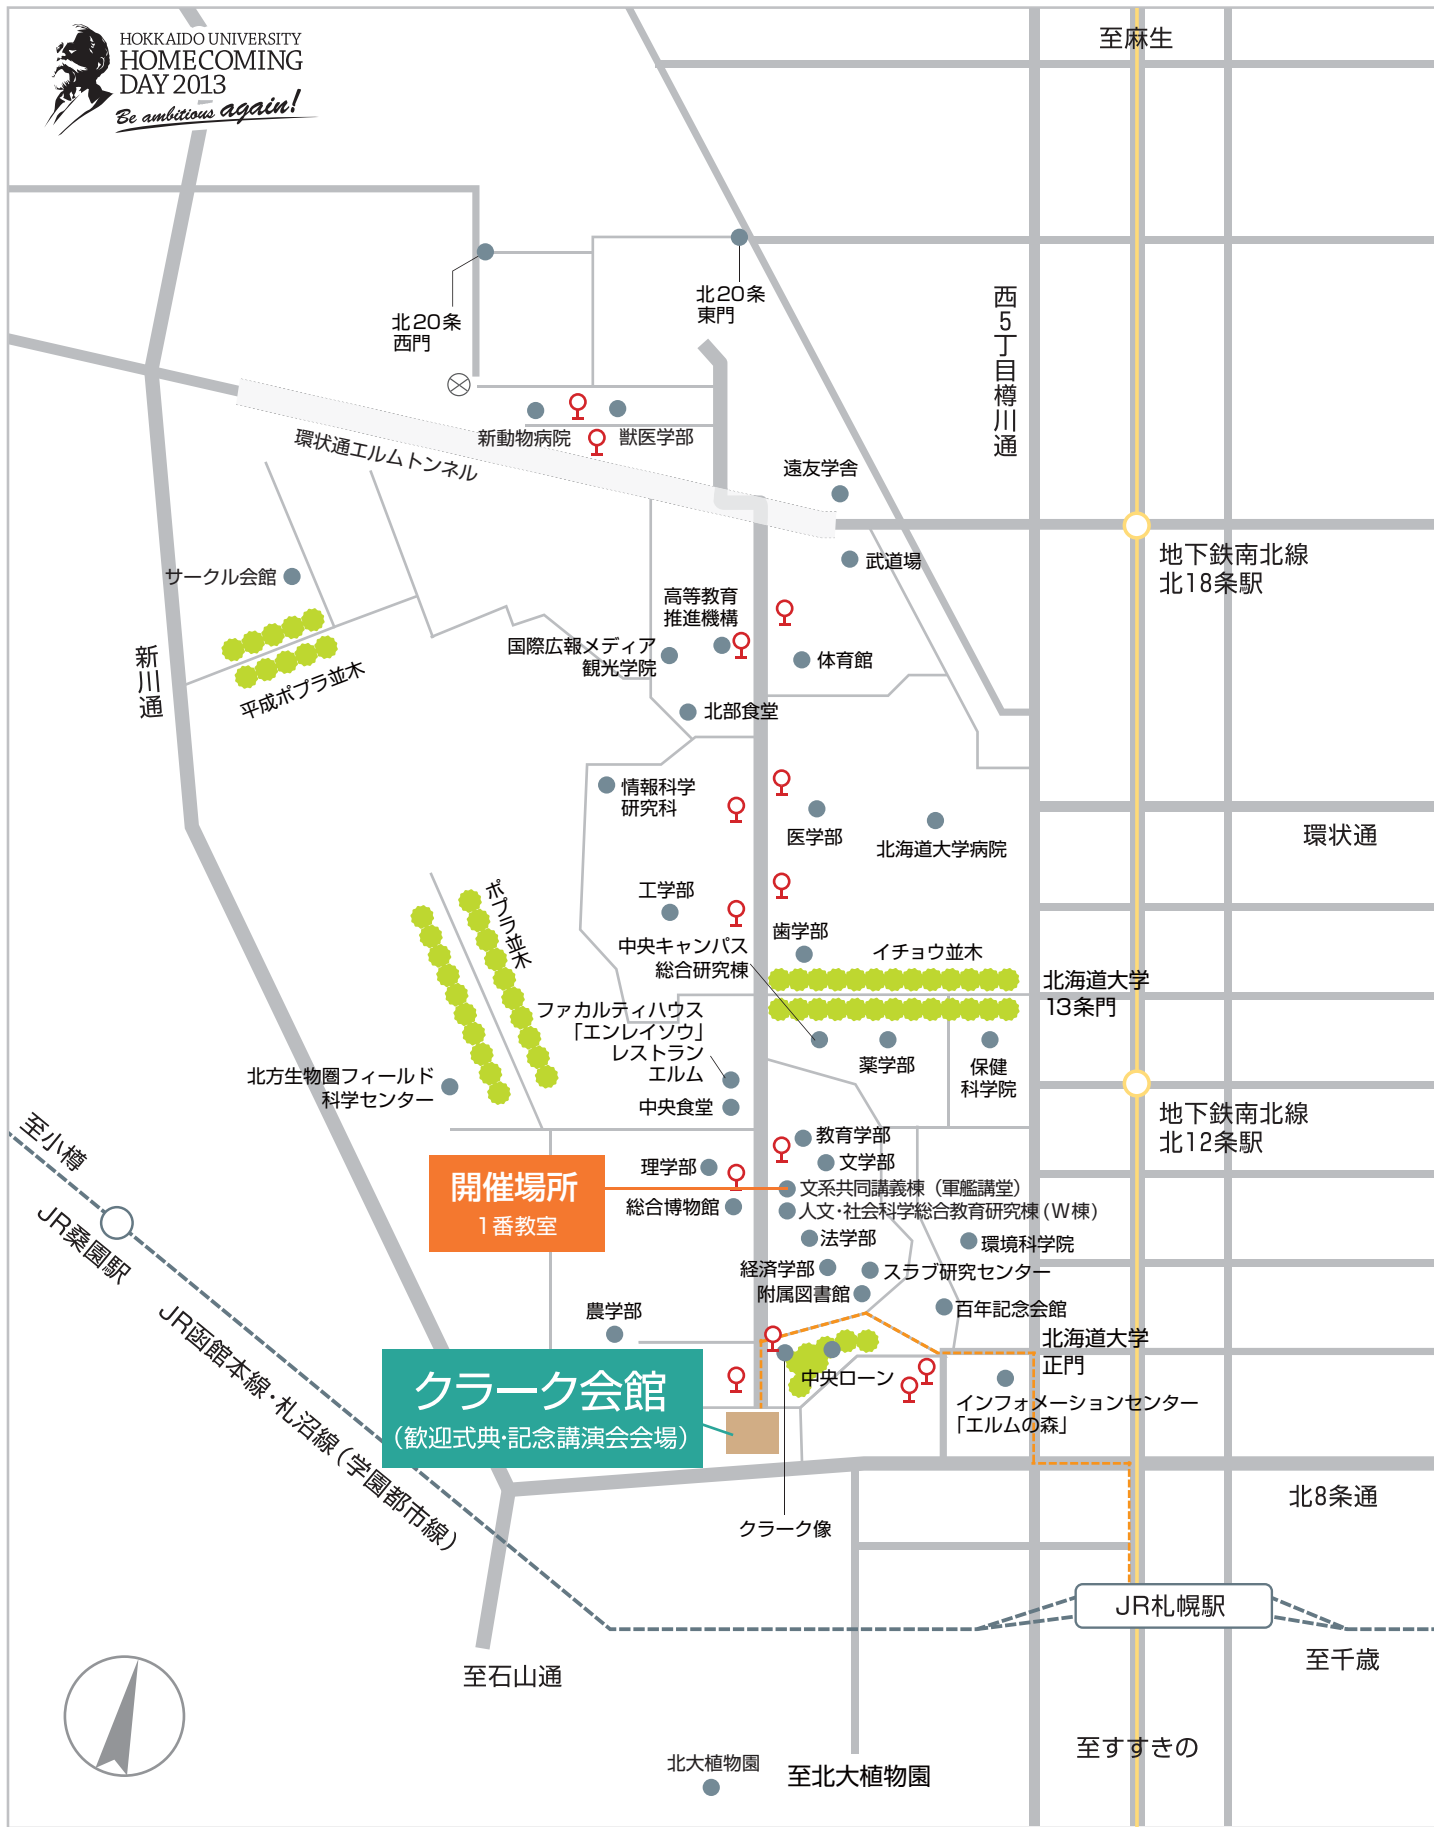 HOKKAIDO UNIVERSITY
HOMECOMING
DAY 2013
Be ambitious again!
至麻生
北20条
東門
北20条
西門
西5丁目樽川通
新動物病院
獣医学部
環状通エルムトンネル
遠友学舎
地下鉄南北線
北18条駅
武道場
サークル会館
高等教育
推進機構
国際広報メディア
観光学院
体育館
新川通
平成ポプラ並木
北部食堂
情報科学
研究科
医学部
北海道大学病院
環状通
工学部
ポプラ並木
歯学部
中央キャンパス
総合研究棟
イチョウ並木
北海道大学
13条門
ファカルティハウス
「エンレイソウ」
レストラン
エルム
薬学部
保健
科学院
北方生物圏フィールド
科学センター
中央食堂
地下鉄南北線
北12条駅
至小樽
教育学部
文学部
理学部
開催場所
1番教室
文系共同講義棟（軍艦講堂）
総合博物館
人文・社会科学総合教育研究棟(W棟)
JR桑園駅
法学部
環境科学院
経済学部
スラブ研究センター
附属図書館
百年記念会館
農学部
北海道大学
正門
クラーク会館
（歓迎式典・記念講演会会場）
中央ローン
インフォメーションセンター
「エルムの森」
JR函館本線・札沼線（学園都市線）
北8条通
クラーク像
JR札幌駅
至石山通
至千歳
至すすきの
北大植物園
至北大植物園